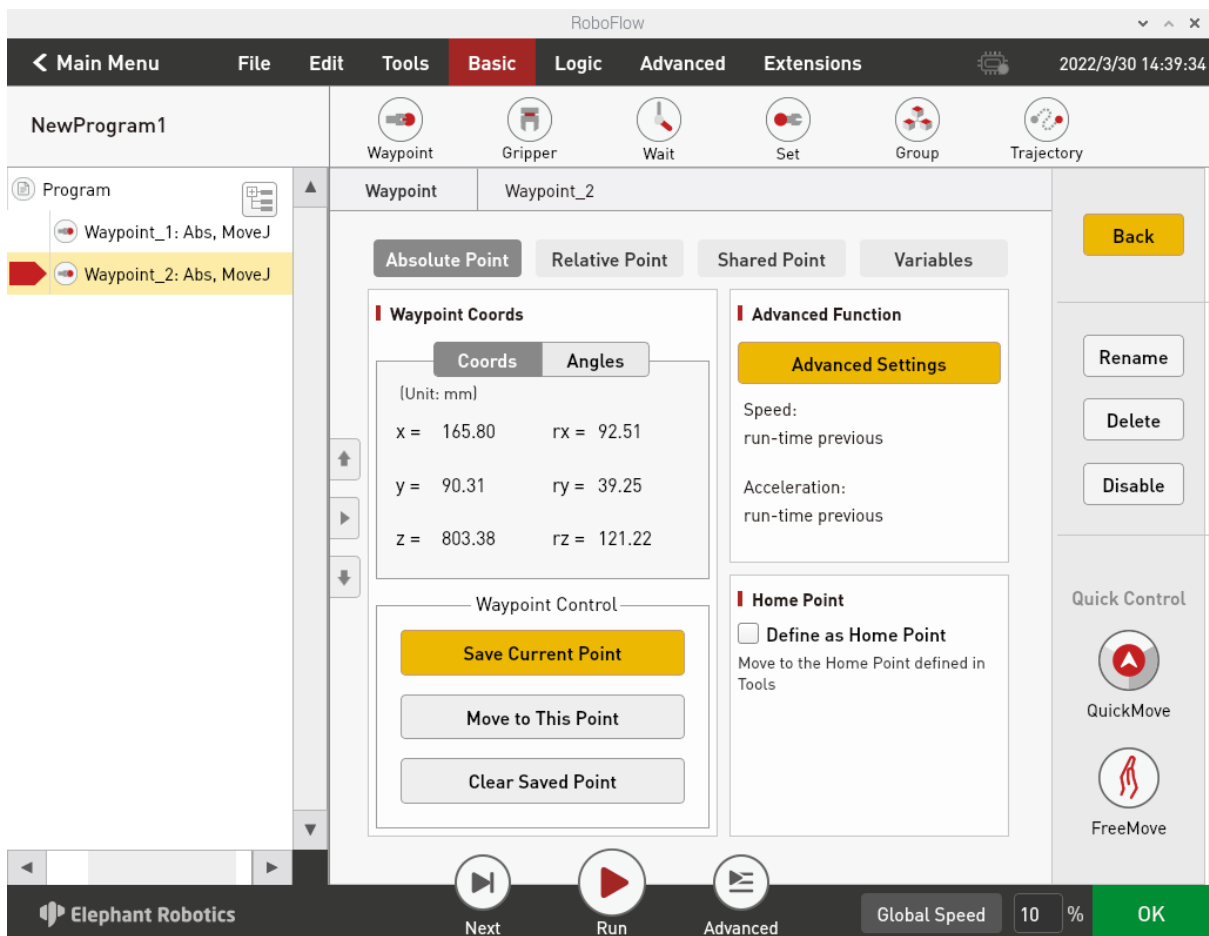 RoboFlow
Main Menu File Edit Tools Basic Logic Advanced Extensions 2022/3/30 14:39:34
NewProgram1
Waypoint Gripper Wait Set Group Trajectory
Program
Waypoint_1: Abs, MoveJ
Waypoint_2: Abs, MoveJ
Waypoint Waypoint_2
Absolute Point Relative Point Shared Point Variables
Waypoint Coords
Coords Angles
(Unit: mm)
x = 165.80 rx = 92.51
y = 90.31 ry = 39.25
z = 803.38 rz = 121.22
Waypoint Control
Save Current Point
Move to This Point
Clear Saved Point
Advanced Function
Advanced Settings
Speed:
run-time previous
Acceleration:
run-time previous
Home Point
Define as Home Point
Move to the Home Point defined in
Tools
Back
Rename
Delete
Disable
Quick Control
QuickMove
FreeMove
Elephant Robotics
Next Run Advanced
Global Speed 10 % OK